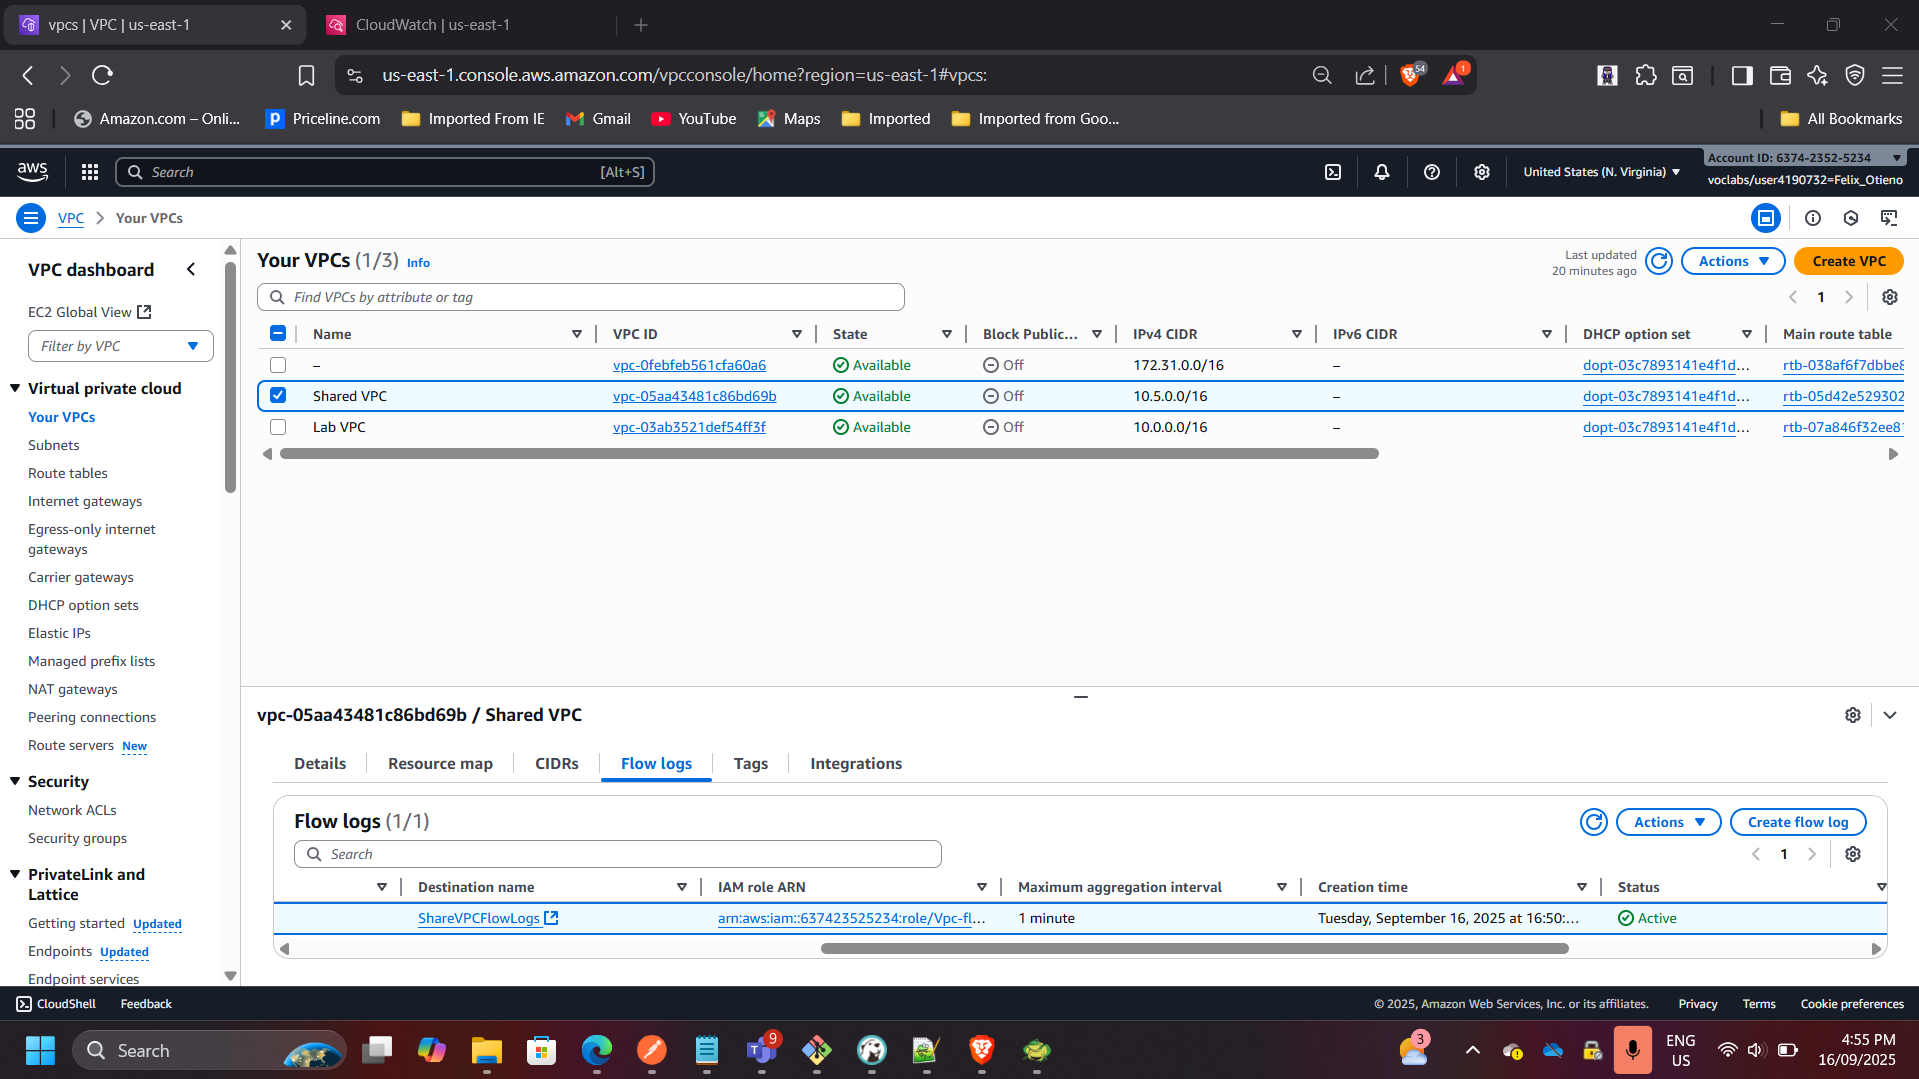 vpcs | VPC | us-east-1
CloudWatch | us-east-1
us-east-1.console.aws.amazon.com/vpcconsole/home?region=us-east-1#vpcs:
54
1
Amazon.com – Onli...
Priceline.com
Imported From IE
Gmail
YouTube
Maps
Imported
Imported from Goo...
All Bookmarks
aws
Search
[Alt+S]
United States (N. Virginia)
Account ID: 6374-2352-5234
voclabs/user4190732=Felix_Otieno
VPC
Your VPCs
VPC dashboard
EC2 Global View
Filter by VPC
Virtual private cloud
Your VPCs
Subnets
Route tables
Internet gateways
Egress-only internet
gateways
Carrier gateways
DHCP option sets
Elastic IPs
Managed prefix lists
NAT gateways
Peering connections
Route servers New
Security
Network ACLs
Security groups
PrivateLink and
Lattice
Getting started Updated
Endpoints Updated
Endpoint services
Your VPCs (1/3) Info
Last updated
20 minutes ago
Actions
Create VPC
Find VPCs by attribute or tag
1
Name VPC ID State Block Public... IPv4 CIDR IPv6 CIDR DHCP option set Main route table
– vpc-0febfeb561cfa60a6 Available Off 172.31.0.0/16 – dopt-03c7893141e4f1d... rtb-038af6f7dbbe8
Shared VPC vpc-05aa43481c86bd69b Available Off 10.5.0.0/16 – dopt-03c7893141e4f1d... rtb-05d42e529302
Lab VPC vpc-03ab3521def54ff3f Available Off 10.0.0.0/16 – dopt-03c7893141e4f1d... rtb-07a846f32ee81
vpc-05aa43481c86bd69b / Shared VPC
Details
Resource map
CIDRs
Flow logs
Tags
Integrations
Flow logs (1/1)
Actions
Create flow log
Search
1
Destination name IAM role ARN Maximum aggregation interval Creation time Status
ShareVPCFlowLogs arn:aws:iam::637423525234:role/Vpc-fl... 1 minute Tuesday, September 16, 2025 at 16:50:... Active
CloudShell
Feedback
© 2025, Amazon Web Services, Inc. or its affiliates.
Privacy
Terms
Cookie preferences
Search
9
3
ENG
US
4:55 PM
16/09/2025